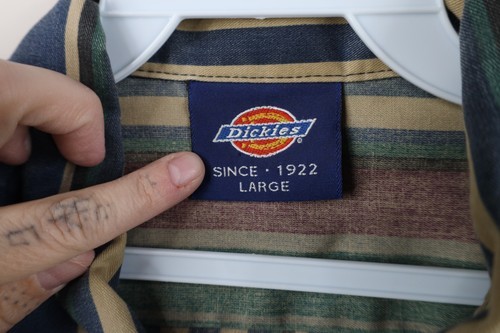 Dickies
SINCE · 1922
LARGE